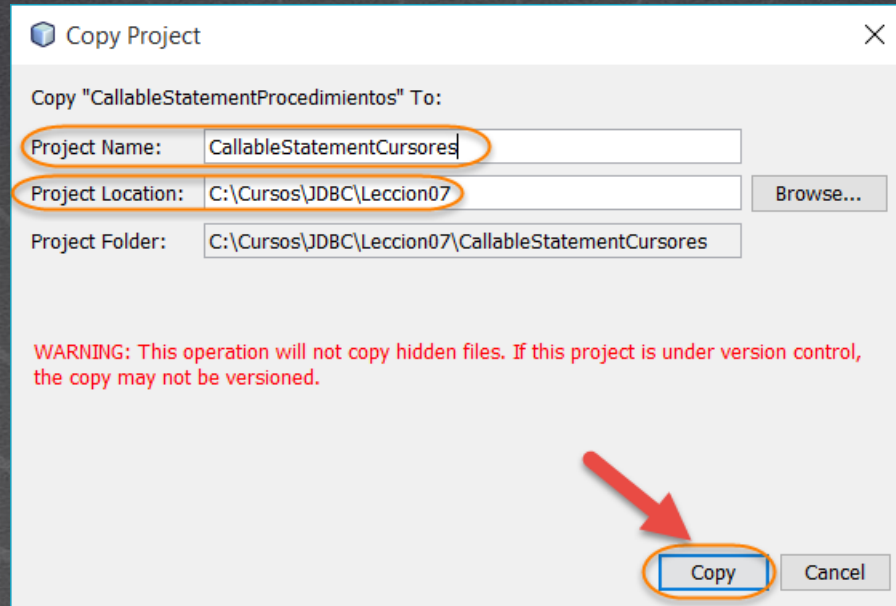 Copy Project
Copy "CallableStatementProcedimientos" To:
Project Name: CallableStatementCursores
Project Location: C:\Cursos\JDBC\Leccion07 Browse...
Project Folder: C:\Cursos\JDBC\Leccion07\CallableStatementCursores
WARNING: This operation will not copy hidden files. If this project is under version control,
the copy may not be versioned.
Copy Cancel